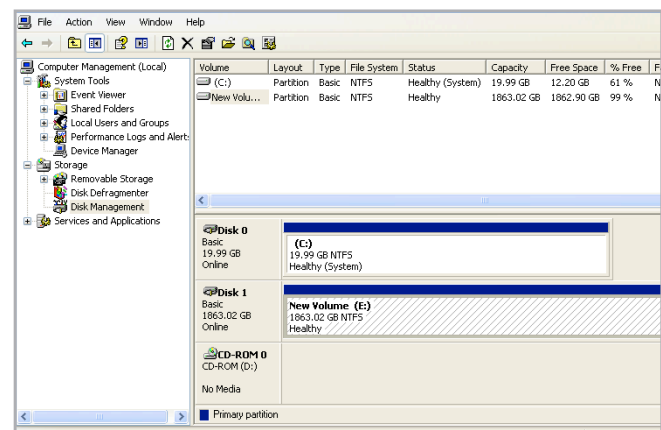 File Action View Window Help
Computer Management (Local)
System Tools
Event Viewer
Shared Folders
Local Users and Groups
Performance Logs and Alert
Device Manager
Storage
Removable Storage
Disk Defragmenter
Disk Management
Services and Applications
Volume Layout Type File System Status Capacity Free Space % Free F
(C:) Partition Basic NTFS Healthy (System) 19.99 GB 12.20 GB 61 % N
New Volu... Partition Basic NTFS Healthy 1863.02 GB 1862.90 GB 99 % N
Disk 0
Basic
19.99 GB
Online
(C:)
19.99 GB NTFS
Healthy (System)
Disk 1
Basic
1863.02 GB
Online
New Volume (E:)
1863.02 GB NTFS
Healthy
CD-ROM 0
CD-ROM (D:)
No Media
Primary partition